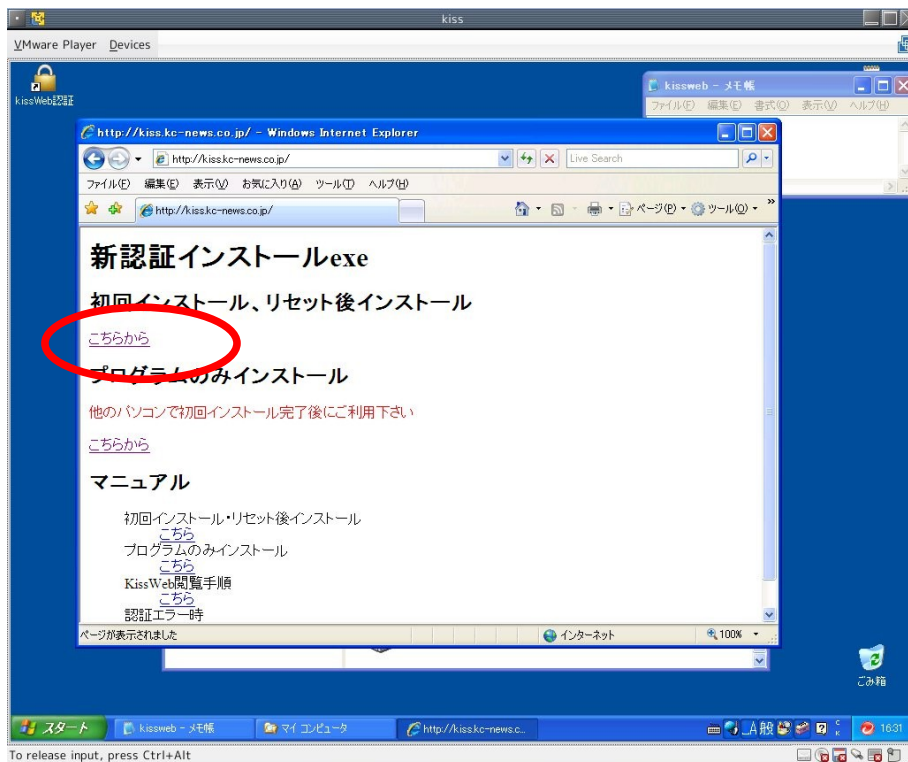 kiss
VMware Player Devices
kissWeb認証
kissweb - メモ帳
ファイル(F) 編集(E) 書式(O) 表示(V) ヘルプ(H)
http://kiss.kc-news.co.jp/ - Windows Internet Explorer
http://kiss.kc-news.co.jp/
Live Search
ファイル(F) 編集(E) 表示(V) お気に入り(A) ツール(T) ヘルプ(H)
http://kiss.kc-news.co.jp/
ページ(P) ツール(O)
新認証インストールexe
初回インストール、リセット後インストール
こちらから
プログラムのみインストール
他のパソコンで初回インストール完了後にご利用下さい
こちらから
マニュアル
初回インストール・リセット後インストール
こちら
プログラムのみインストール
こちら
KissWeb閲覧手順
こちら
認証エラー時
ページが表示されました
インターネット
100%
ごみ箱
スタート
kissweb - メモ帳
マイ コンピュータ
http://kiss.kc-news.c...
A 般
16:31
To release input, press Ctrl+Alt